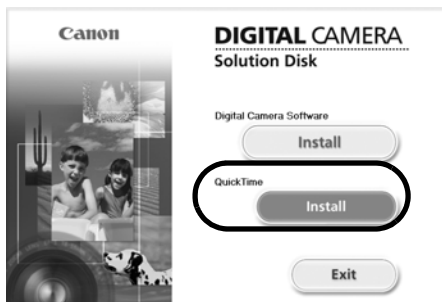 Canon
DIGITAL CAMERA
Solution Disk
Digital Camera Software
Install
QuickTime
Install
Exit